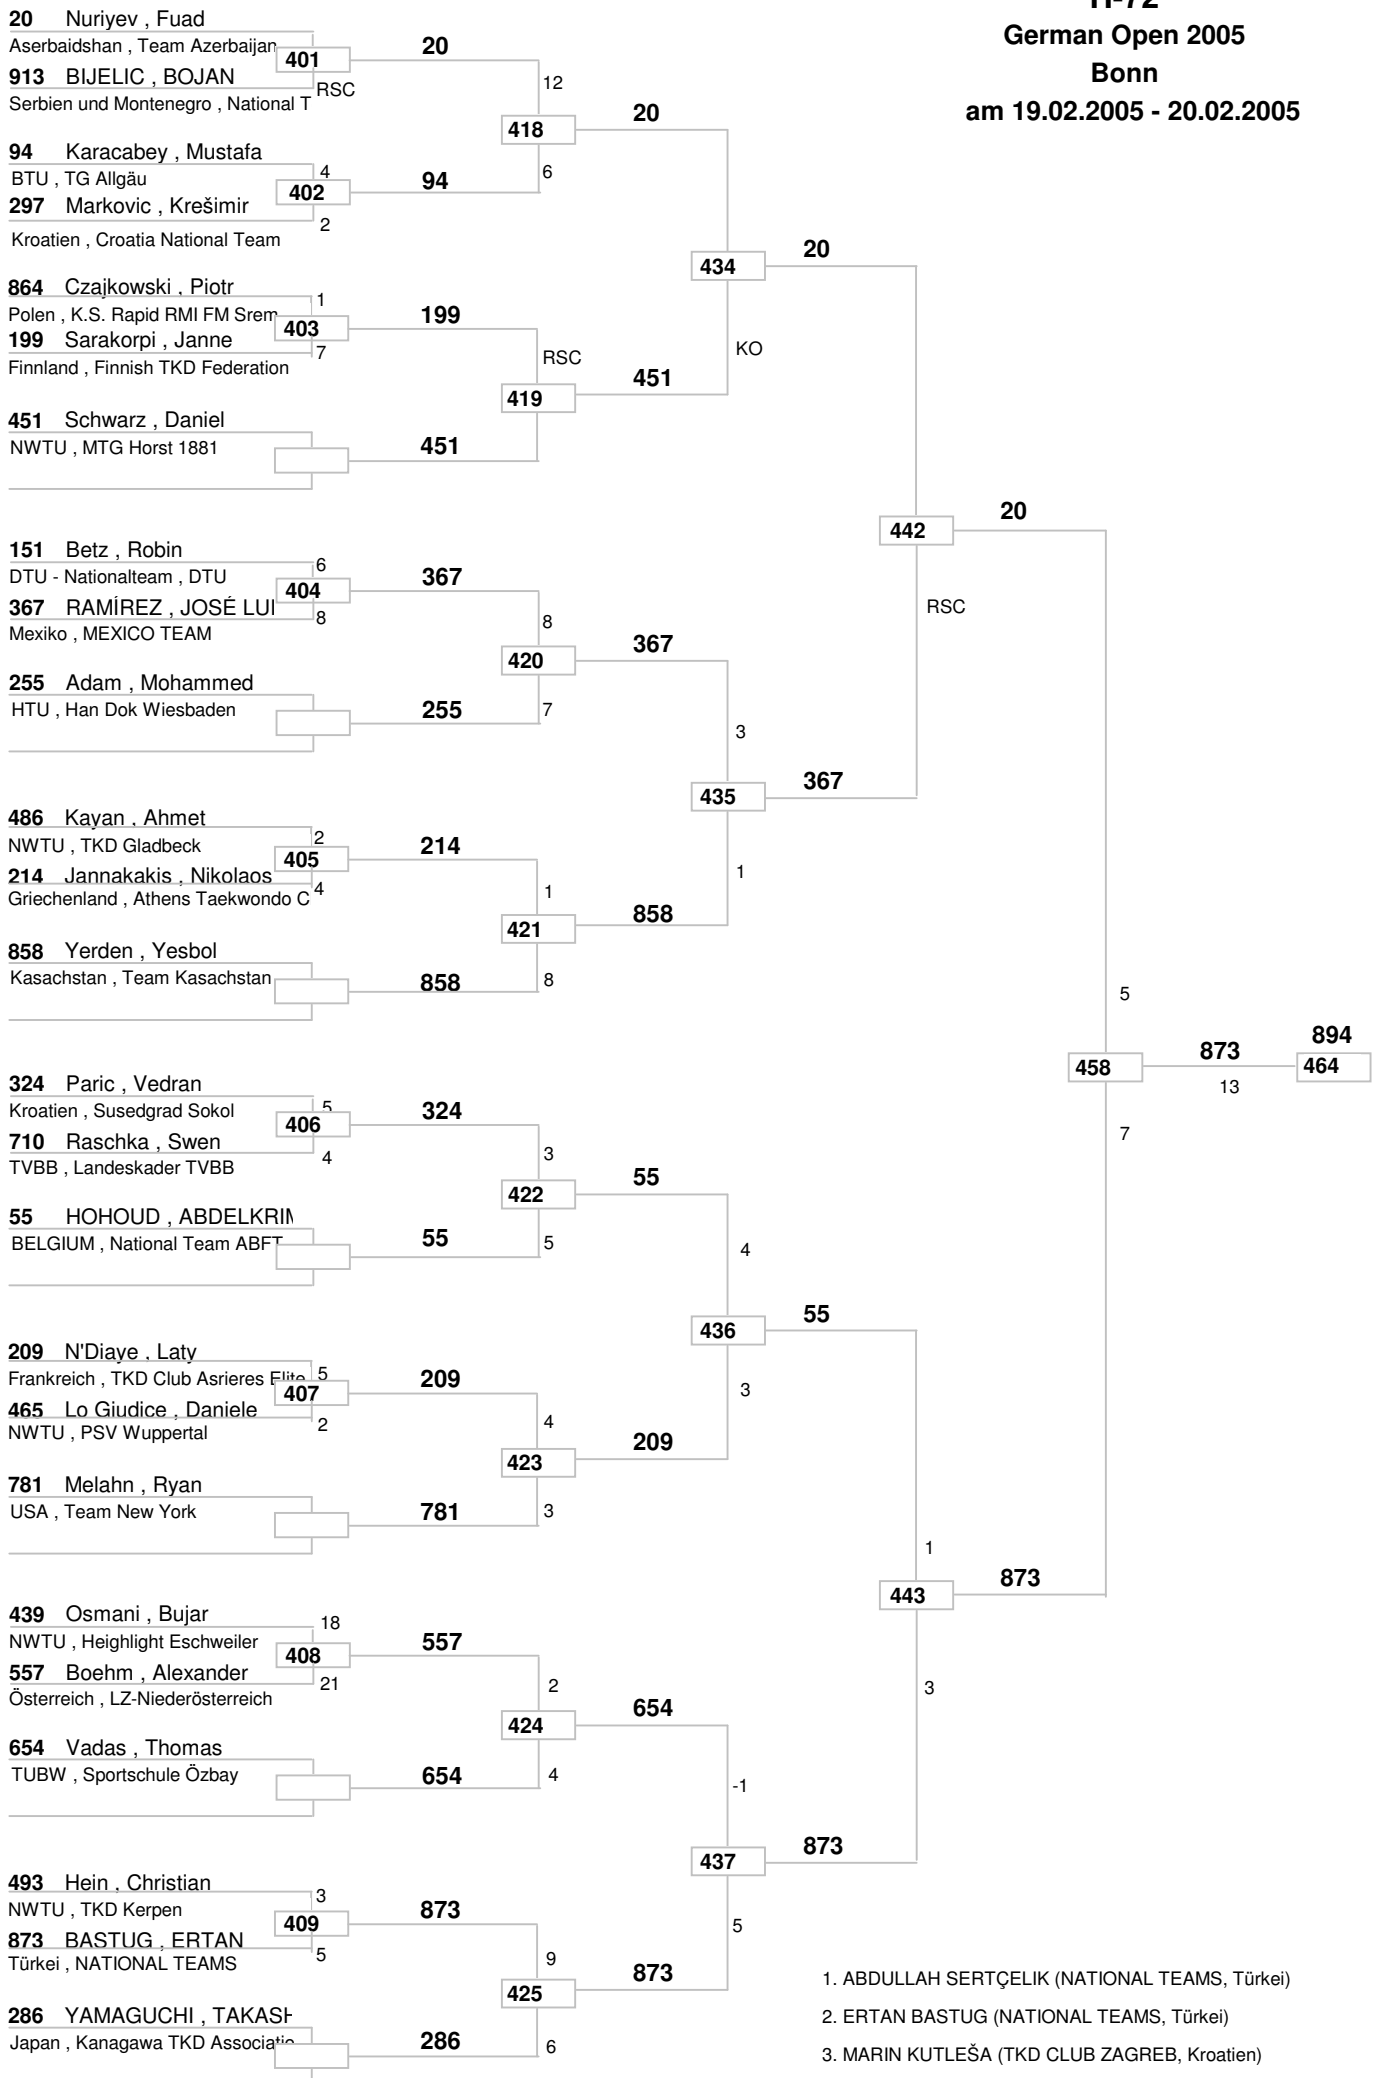 H-72
German Open 2005
Bonn
am 19.02.2005 - 20.02.2005
20 Nuriyev , Fuad
Aserbaidshan , Team Azerbaijan
401
20
913 BIJELIC , BOJAN
RSC
Serbien und Montenegro , National T
12
418
20
94 Karacabey , Mustafa
4
BTU , TG Allgäu
402
94
6
297 Markovic , Krešimir
2
Kroatien , Croatia National Team
434
20
864 Czajkowski , Piotr
1
Polen , K.S. Rapid RMI FM Srem
403
199
199 Sarakorpi , Janne
7
Finnland , Finnish TKD Federation
RSC
KO
419
451
451 Schwarz , Daniel
NWTU , MTG Horst 1881
451
442
20
151 Betz , Robin
6
DTU - Nationalteam , DTU
404
367
367 RAMÍREZ , JOSÉ LUI
8
Mexiko , MEXICO TEAM
8
RSC
420
367
255 Adam , Mohammed
HTU , Han Dok Wiesbaden
255
7
3
435
367
486 Kayan , Ahmet
2
NWTU , TKD Gladbeck
405
214
214 Jannakakis , Nikolaos
4
Griechenland , Athens Taekwondo C
1
1
421
858
858 Yerden , Yesbol
Kasachstan , Team Kasachstan
858
8
5
894
458
873
464
13
7
324 Paric , Vedran
5
Kroatien , Susedgrad Sokol
406
324
710 Raschka , Swen
4
TVBB , Landeskader TVBB
3
422
55
55 HOHOUD , ABDELKRIM
BELGIUM , National Team ABFT
55
5
4
436
55
209 N'Diaye , Laty
5
Frankreich , TKD Club Asrieres Elite
407
209
3
465 Lo Giudice , Daniele
2
NWTU , PSV Wuppertal
4
423
209
781 Melahn , Ryan
USA , Team New York
781
3
1
443
873
3
439 Osmani , Bujar
18
NWTU , Heighlight Eschweiler
408
557
557 Boehm , Alexander
21
Österreich , LZ-Niederösterreich
2
424
654
654 Vadas , Thomas
TUBW , Sportschule Özbay
654
4
-1
437
873
493 Hein , Christian
3
NWTU , TKD Kerpen
409
873
5
873 BASTUG , ERTAN
5
Türkei , NATIONAL TEAMS
9
425
873
286 YAMAGUCHI , TAKASH
Japan , Kanagawa TKD Associatio
286
6
1. ABDULLAH SERTÇELIK (NATIONAL TEAMS, Türkei)
2. ERTAN BASTUG (NATIONAL TEAMS, Türkei)
3. MARIN KUTLEŠA (TKD CLUB ZAGREB, Kroatien)